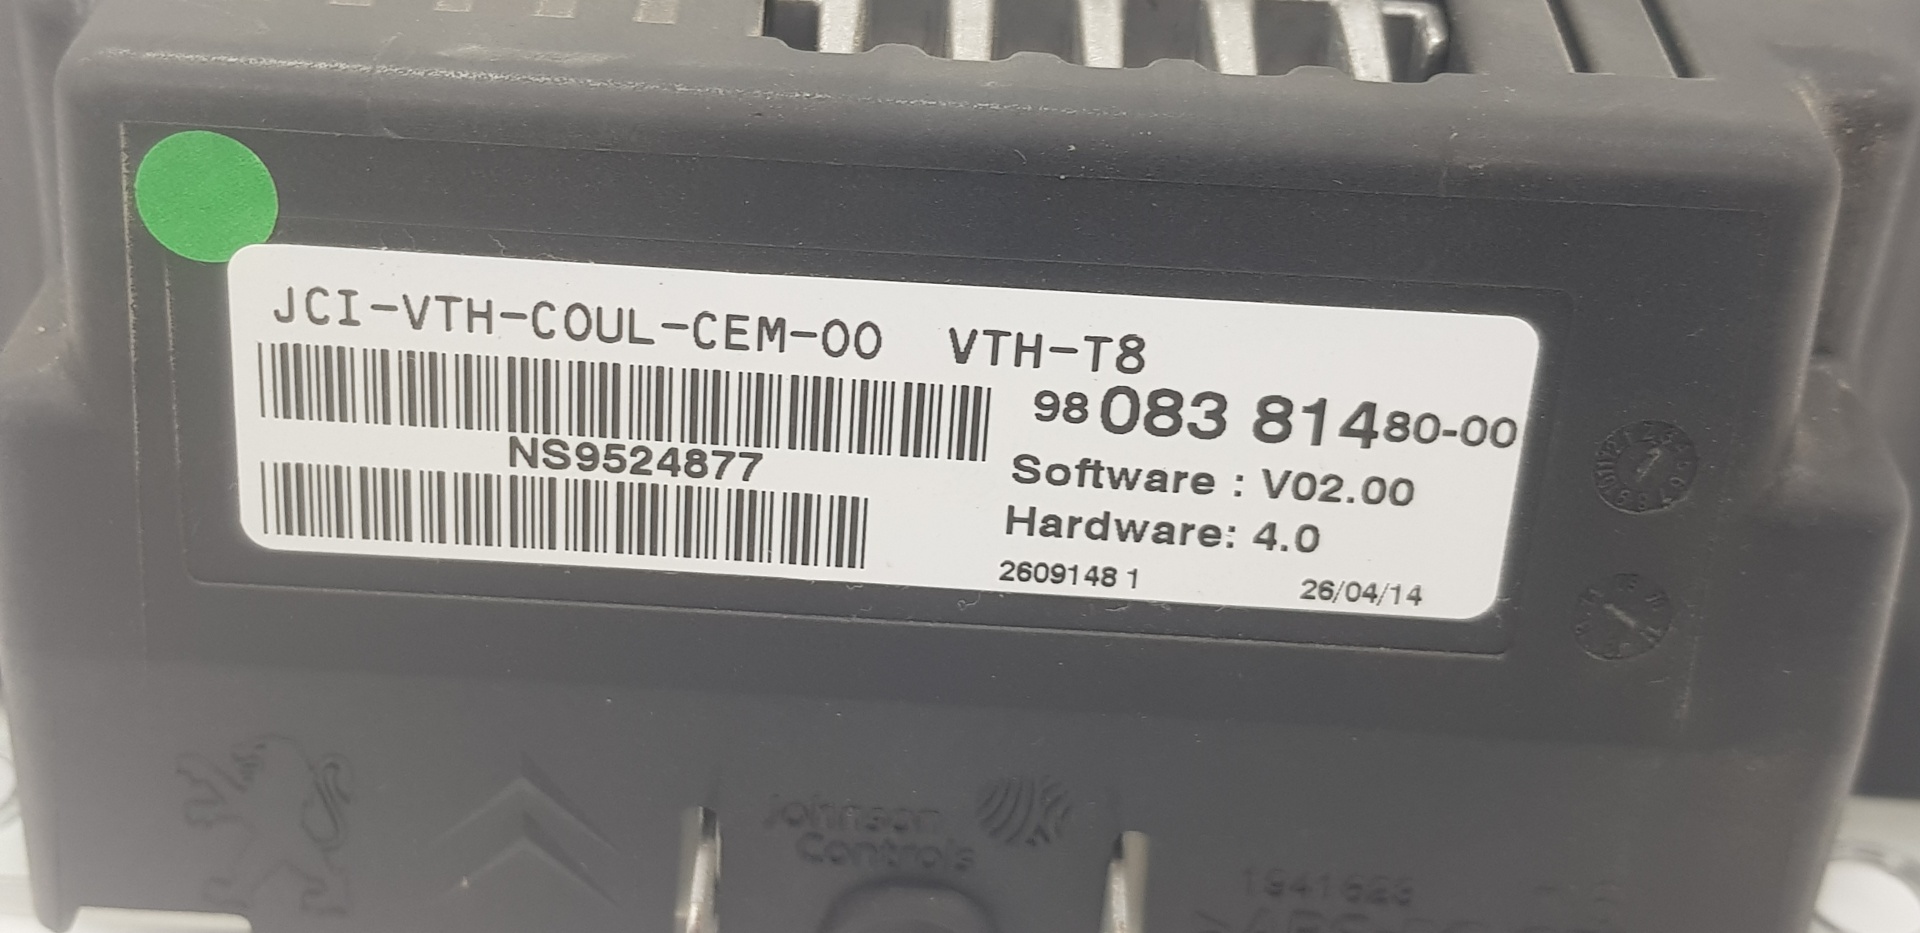 JCI-VTH-COUL-CEM-00 VTH-T8
98 083 814 80-00
NS9524877
Software : V02.00
Hardware: 4.0
2609148 1
26/04/14
Johnson
Controls